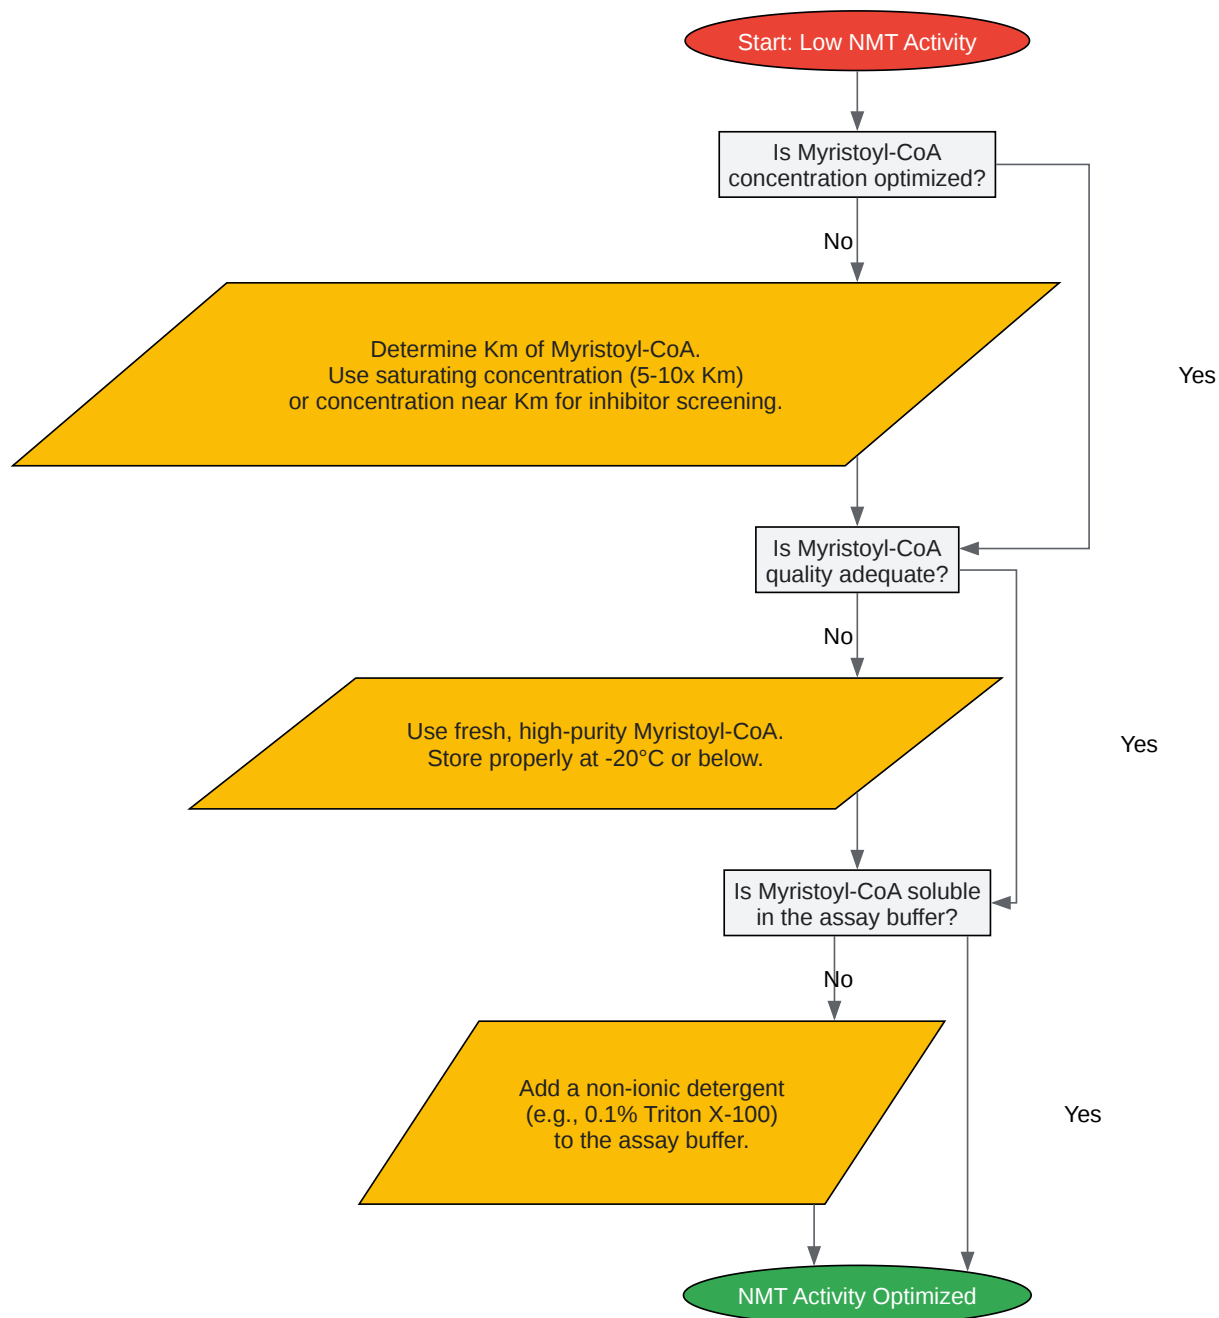 Start: Low NMT Activity
Is Myristoyl-CoA
concentration optimized?
No
Determine Km of Myristoyl-CoA.
Use saturating concentration (5-10x Km)
or concentration near Km for inhibitor screening.
Yes
Is Myristoyl-CoA
quality adequate?
No
Use fresh, high-purity Myristoyl-CoA.
Store properly at -20°C or below.
Yes
Is Myristoyl-CoA soluble
in the assay buffer?
No
Add a non-ionic detergent
(e.g., 0.1% Triton X-100)
to the assay buffer.
Yes
NMT Activity Optimized